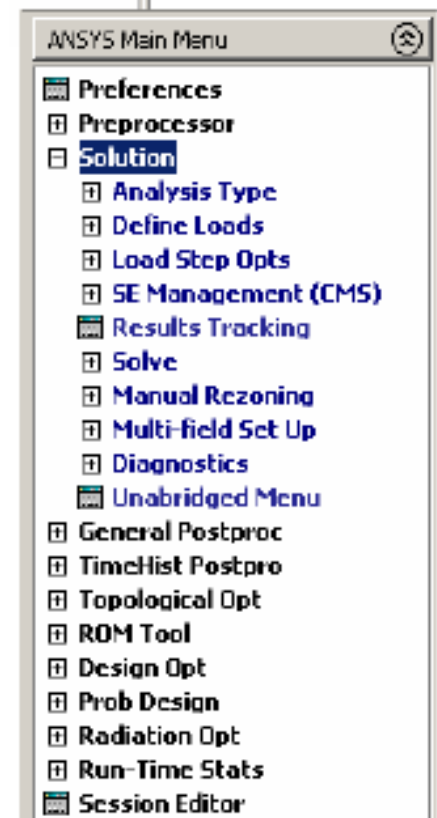 ANSYS Main Menu
Preferences
Preprocessor
Solution
Analysis Type
Define Loads
Load Step Opts
SE Management (CMS)
Results Tracking
Solve
Manual Rezoning
Multi-field Set Up
Diagnostics
Unabridged Menu
General Postproc
TimeHist Postpro
Topological Opt
ROM Tool
Design Opt
Prob Design
Radiation Opt
Run-Time Stats
Session Editor